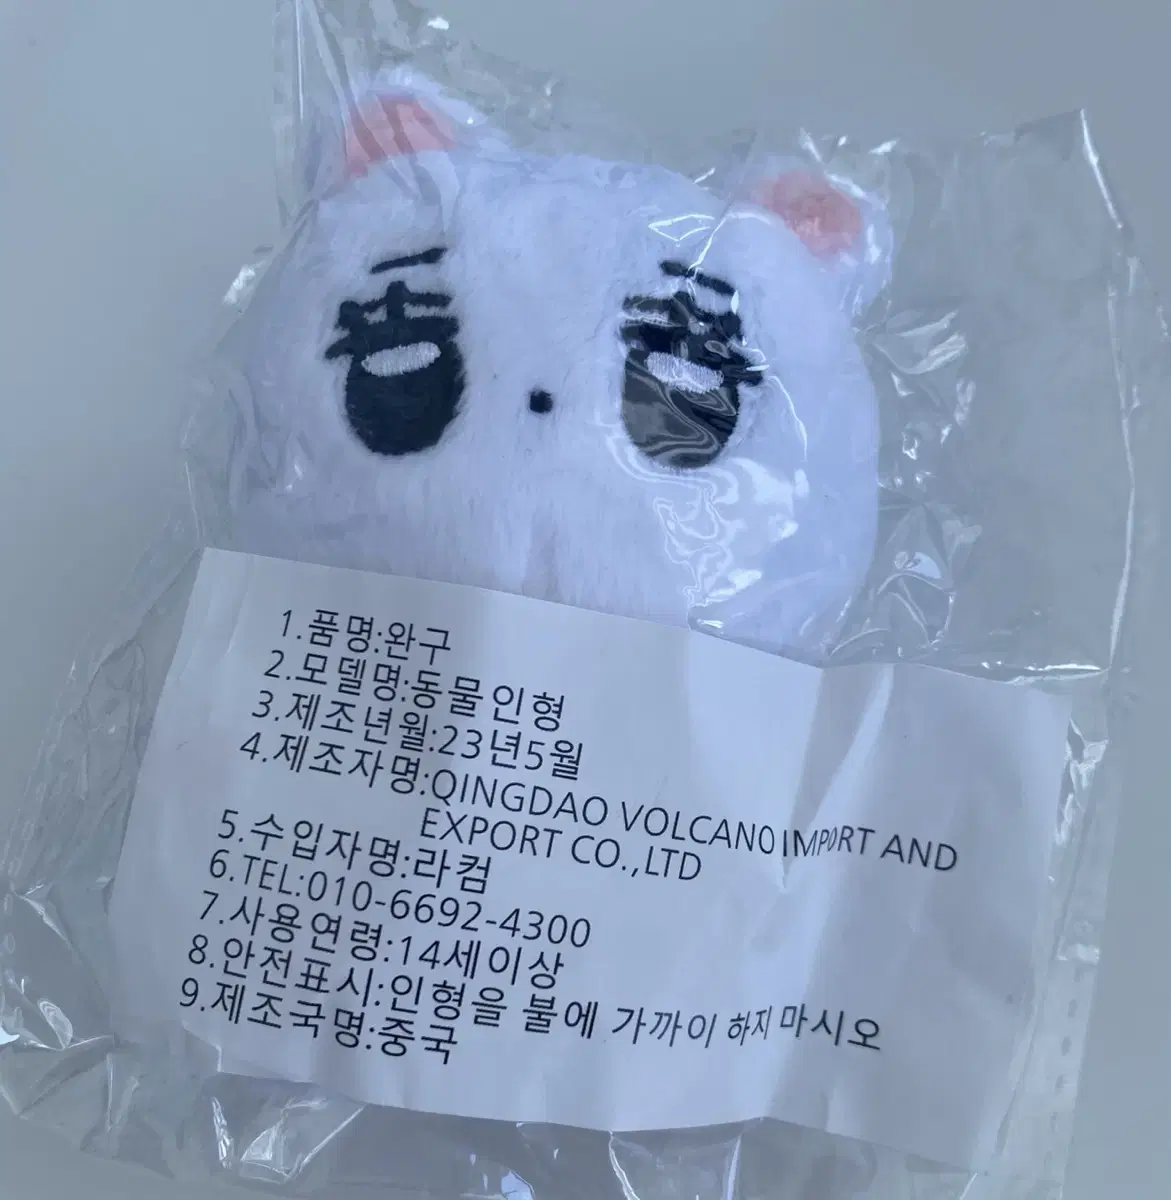 1.품명:완구
2.모델명:동물인형
3.제조년월:23년5월
4.제조자명:QINGDAO VOLCANO IMPORT AND
EXPORT CO.,LTD
5.수입자명:라컴
6.TEL:010-6692-4300
7.사용연령:14세이상
8.안전표시:인형을 불에 가까이 하지 마시오
9.제조국명:중국